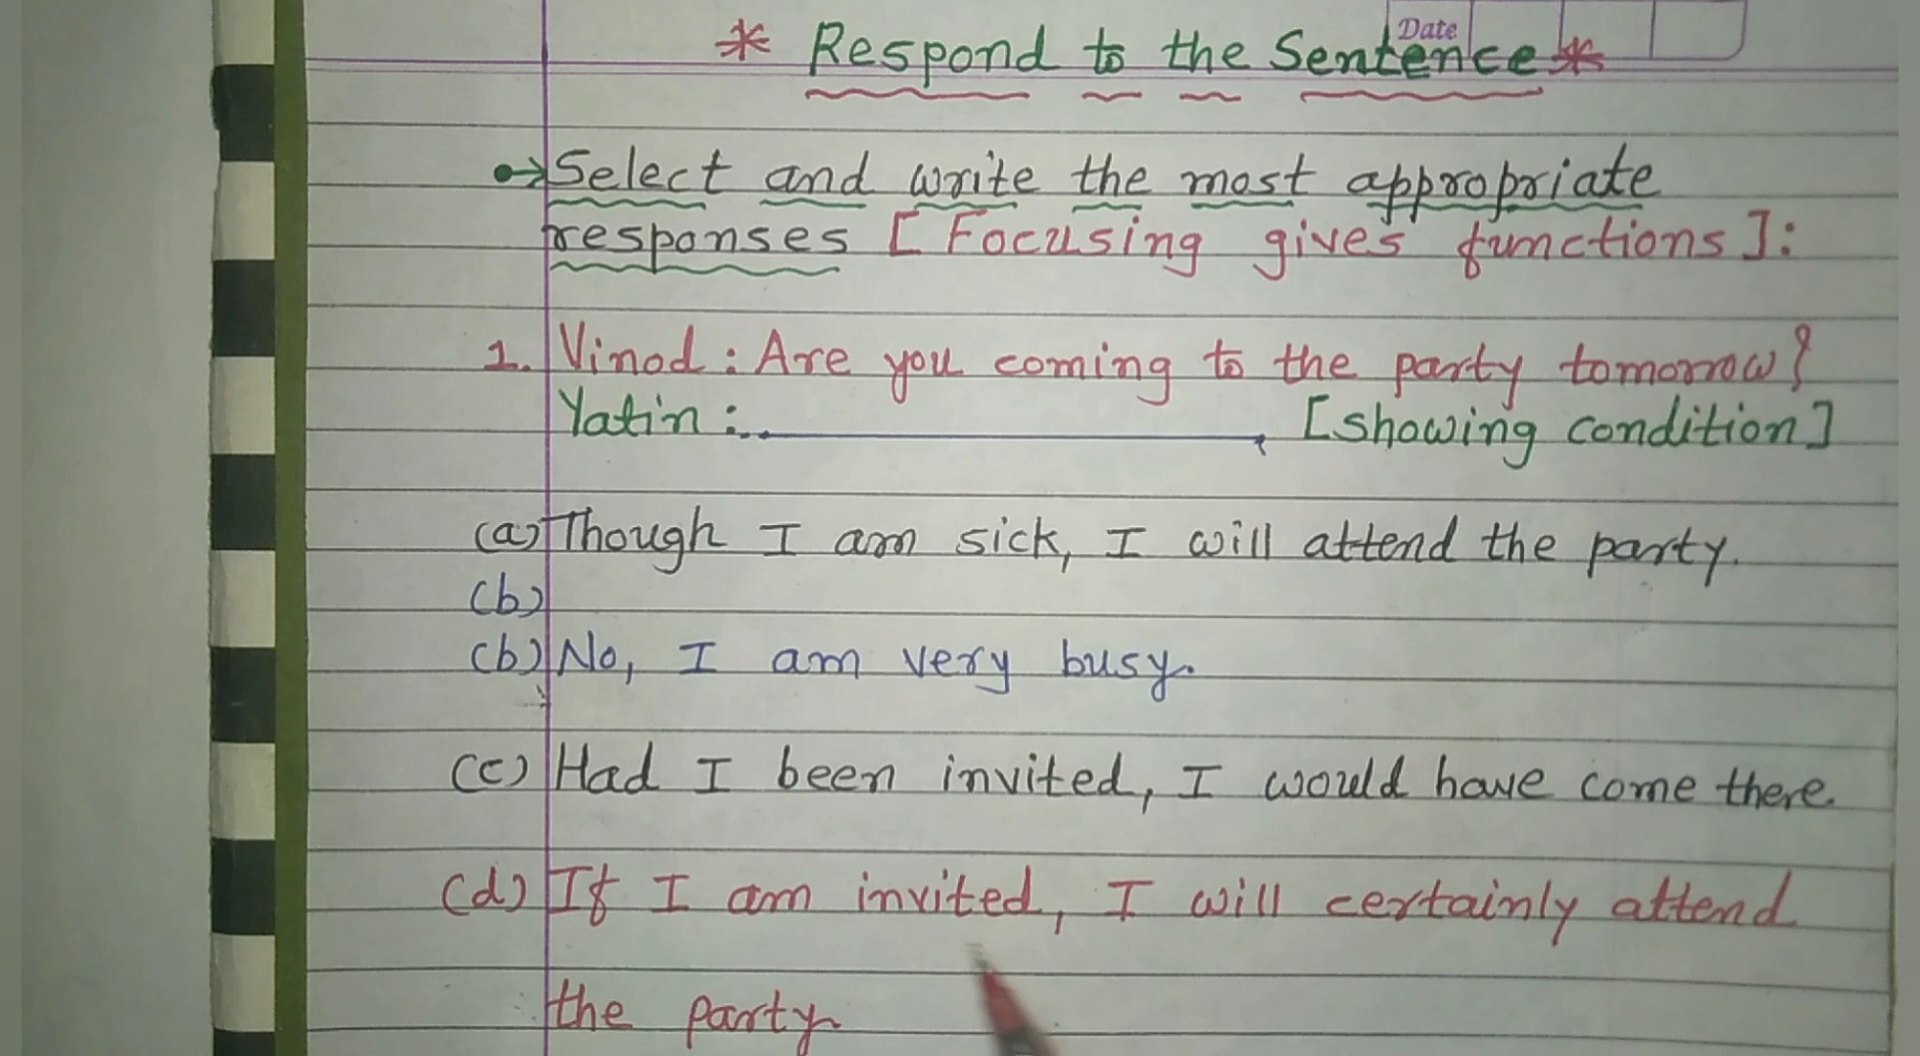 Date
* Respond to the Sentence *
Select and write the most appropriate
responses [Focusing gives functions]:
1. Vinod: Are you coming to the party tomorrow?
Yatin: . [showing condition]
(a) Though I am sick, I will attend the party.
(b)
(b) No, I am very busy.
(c) Had I been invited, I would have come there.
(d) If I am invited, I will certainly attend
the party.